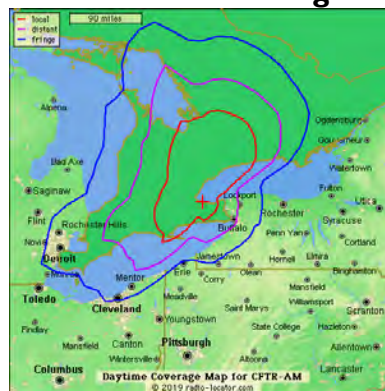 local
distant
fringe
90 miles
Alpena
Ogdensburg
Gouverneur
Bad Axe
Watertown
Saginaw
Lockport
Fulton
Utica
Flint
Rochester
Rochester Hills
Syracuse
Buffalo
Novi
Penn Yan
Cortland
Detroit
Jamestown
Hornell
Elmira
Binghamton
Monroe
Erie
Olean
Corry
Mentor
Toledo
Meadville
Mansfield
Cleveland
Williamsport
Saint Marys
Scranton
Findlay
Youngstown
State College
Hazleton
Mansfield
Canton
Pittsburgh
Allentown
Wintersville
Altoona
Columbus
Lancaster
Daytime Coverage Map for CFTR-AM
© 2019 radio-locator.com